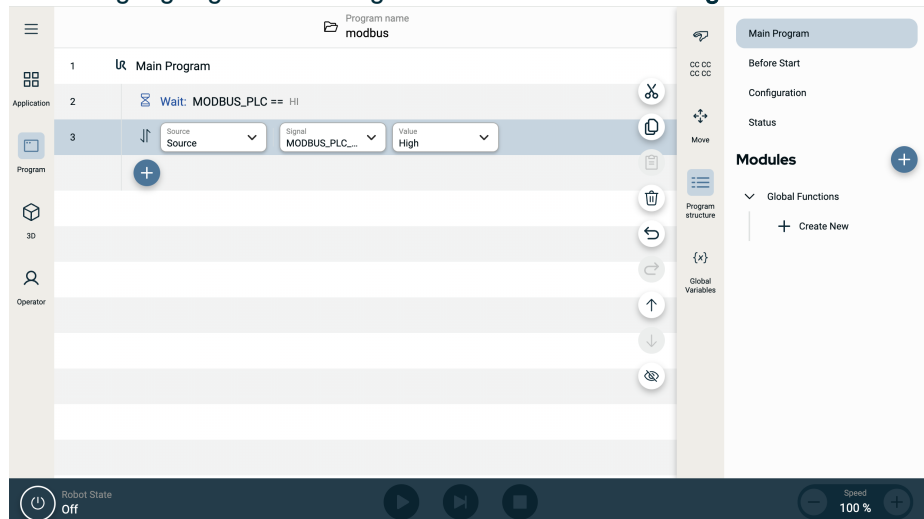 Program name
modbus
Main Program
Before Start
Configuration
Status
Modules
Global Functions
Create New
Application
Program
3D
Operator
1 Main Program
2 Wait: MODBUS_PLC == HI
3 Source Source Signal MODBUS_PLC_... Value High
CC CC
CC CC
Move
Program
structure
{x}
Global
Variables
Robot State
Off
Speed
100 %